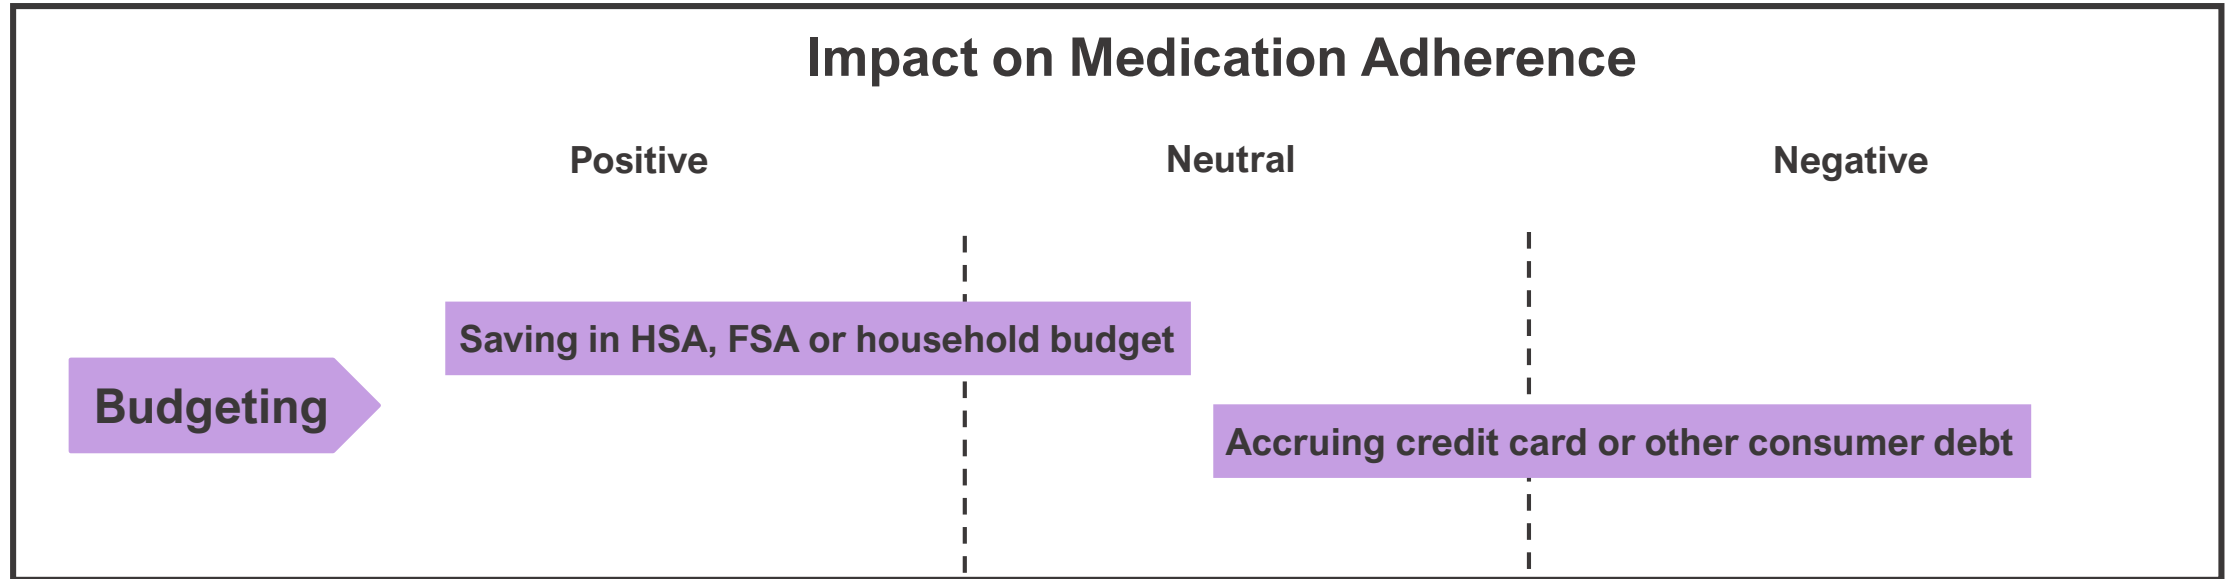 Impact on Medication Adherence
Positive
Neutral
Negative
Saving in HSA, FSA or household budget
Budgeting
Accruing credit card or other consumer debt